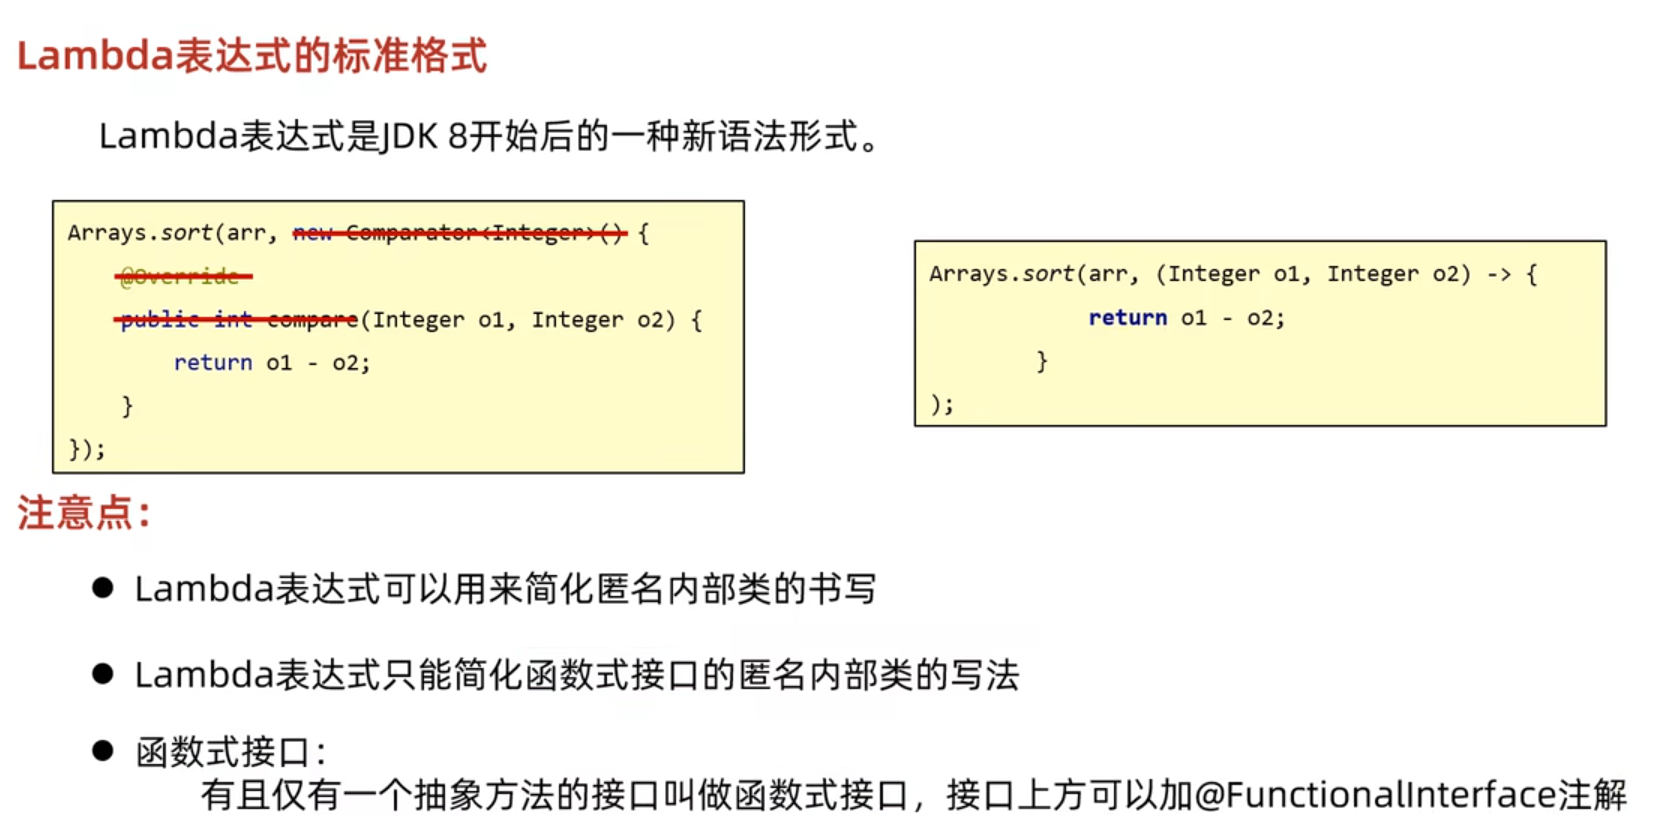 Lambda表达式的标准格式
Lambda表达式是JDK 8开始后的一种新语法形式。
Arrays.sort(arr, new Comparator<Integer>() {
@Override
public int compare(Integer o1, Integer o2) {
return o1 - o2;
}
});
Arrays.sort(arr, (Integer o1, Integer o2) -> {
return o1 - o2;
}
);
注意点：
● Lambda表达式可以用来简化匿名内部类的书写
● Lambda表达式只能简化函数式接口的匿名内部类的写法
● 函数式接口：
有且仅有一个抽象方法的接口叫做函数式接口，接口上方可以加@FunctionalInterface注解